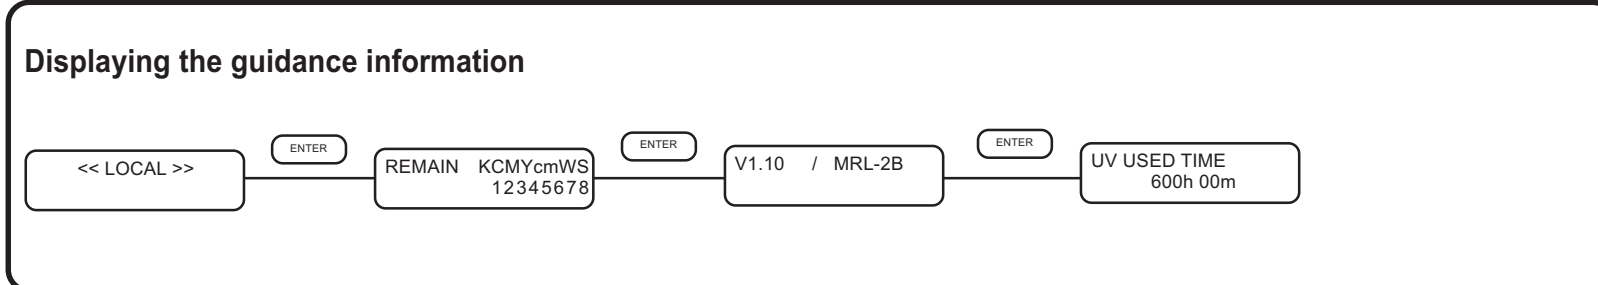 Displaying the guidance information
<< LOCAL >>
ENTER
REMAIN KCMYcmWS
12345678
ENTER
V1.10 / MRL-2B
ENTER
UV USED TIME
600h 00m